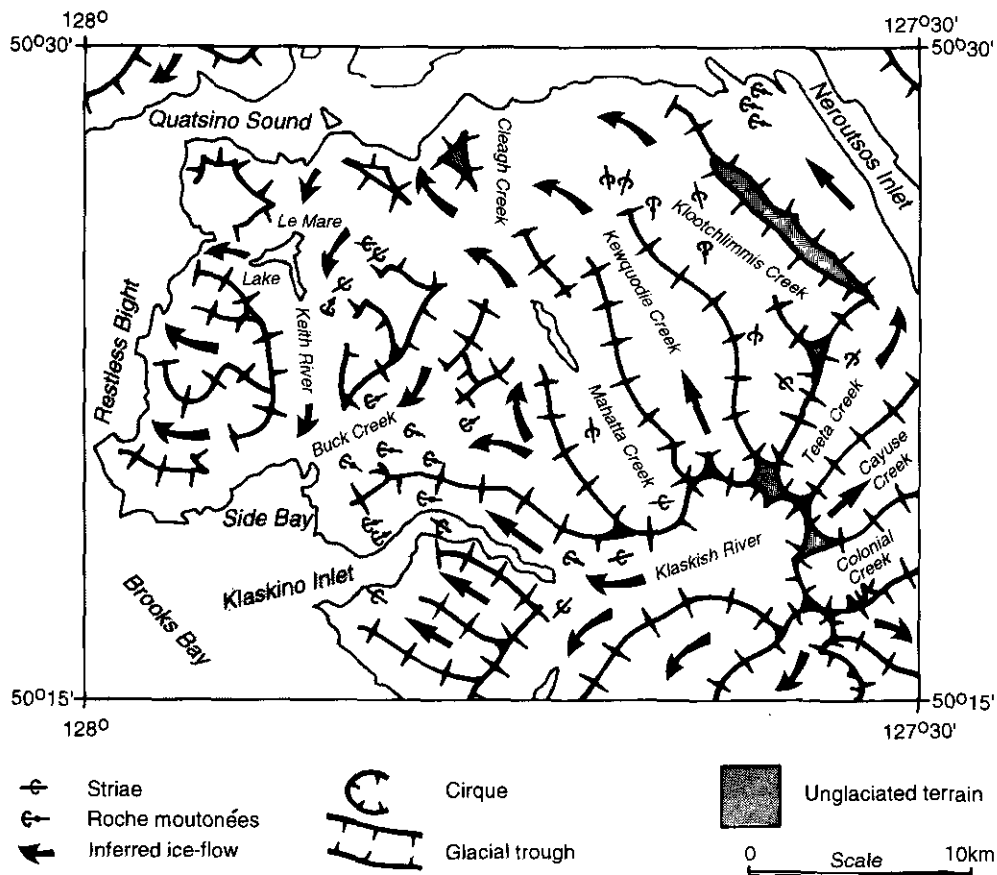 128°
127°30'
50°30'
50°30'
Quatsino Sound
Cleagh Creek
Neroutsos Inlet
Le Mare
Lake
Klootchlimmis Creek
Kewquodie Creek
Restless Bight
Keith River
Buck Creek
Mahatta Creek
Teeta Creek
Cayuse
Creek
Side Bay
Klaskish River
Colonial
Creek
Klaskino Inlet
Brooks Bay
50°15'
50°15'
128°
127°30'
Striae
Roche moutonées
Inferred ice-flow
Cirque
Glacial trough
Unglaciated terrain
0 Scale 10km